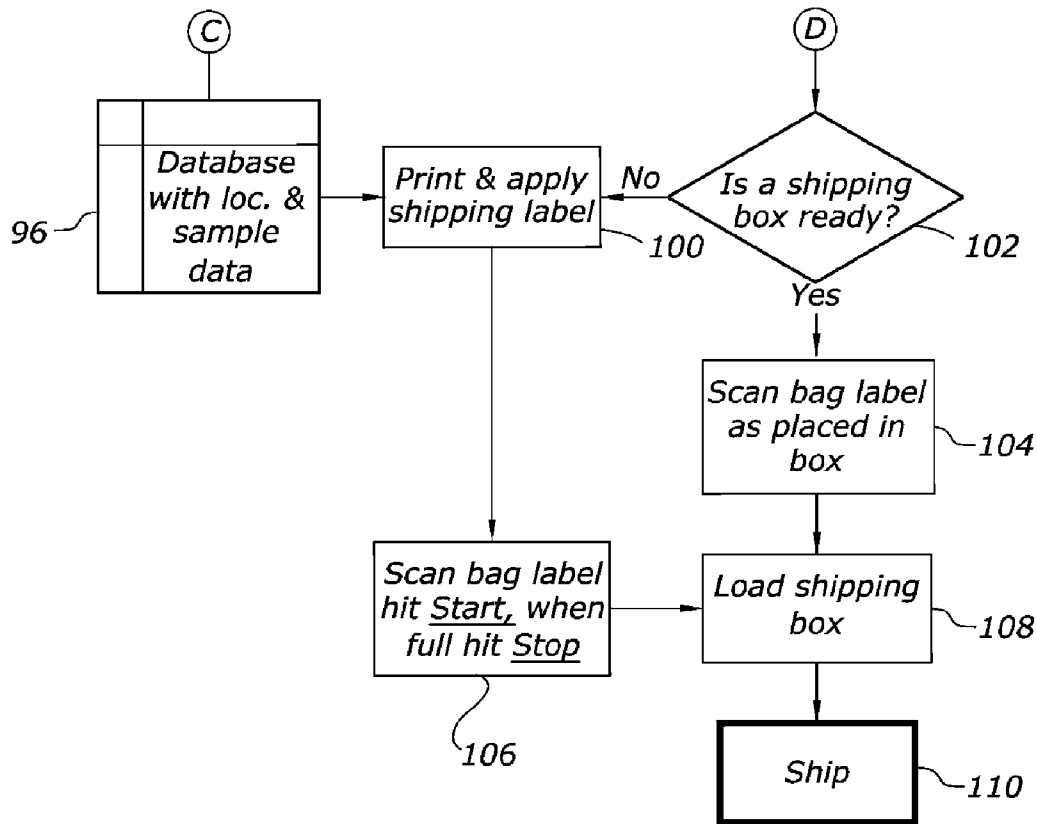 C
D
Database
with loc. &
sample
data
96
Print & apply
shipping label
100
No
Is a shipping
box ready?
102
Yes
Scan bag label
as placed in
box
104
Scan bag label
hit Start, when
full hit Stop
106
Load shipping
box
108
Ship
110